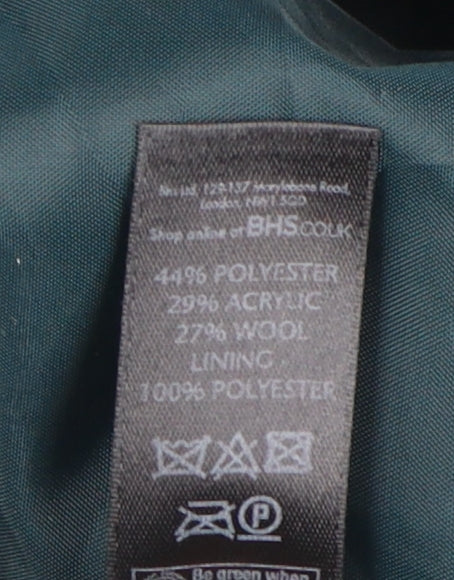 Bhs Ltd, 129-137 Marylebone Road,
London, NW1 5QD
Shop online at BHS.CO.UK
44% POLYESTER
29% ACRYLIC
27% WOOL
LINING -
100% POLYESTER
P
Be green when